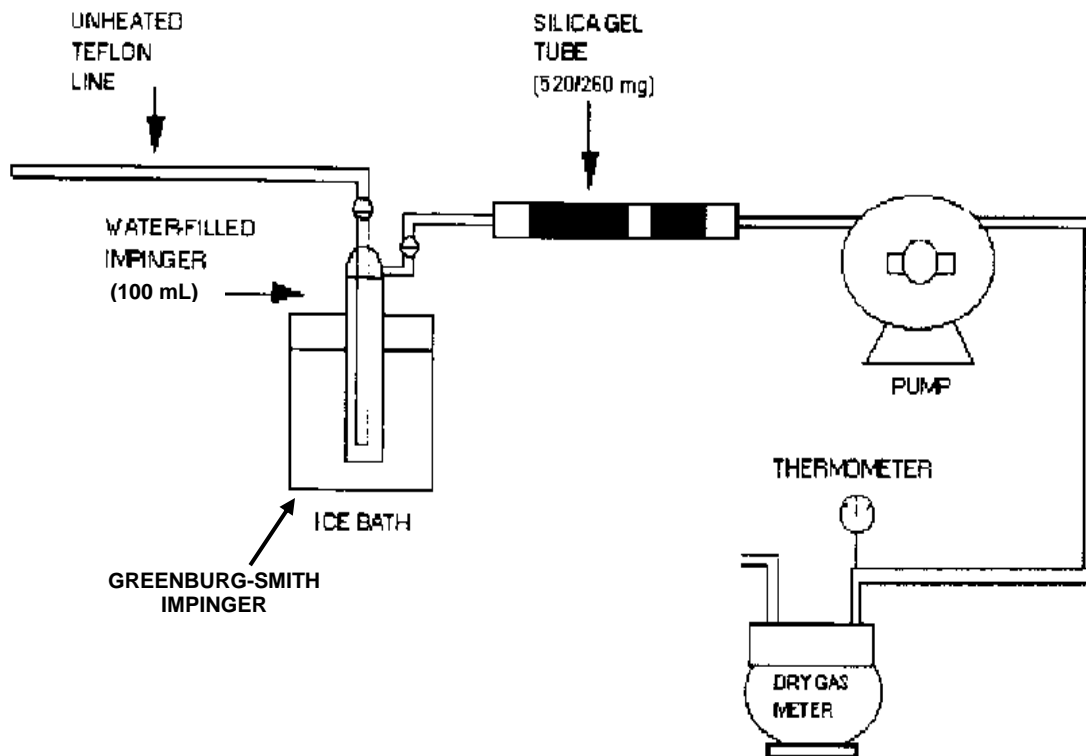 UNHEATED
TEFLON
LINE
SILICA GEL
TUBE
(520/260 mg)
WATER-FILLED
IMPINGER
(100 mL)
PUMP
THERMOMETER
ICE BATH
GREENBURG-SMITH
IMPINGER
DRY GAS
METER